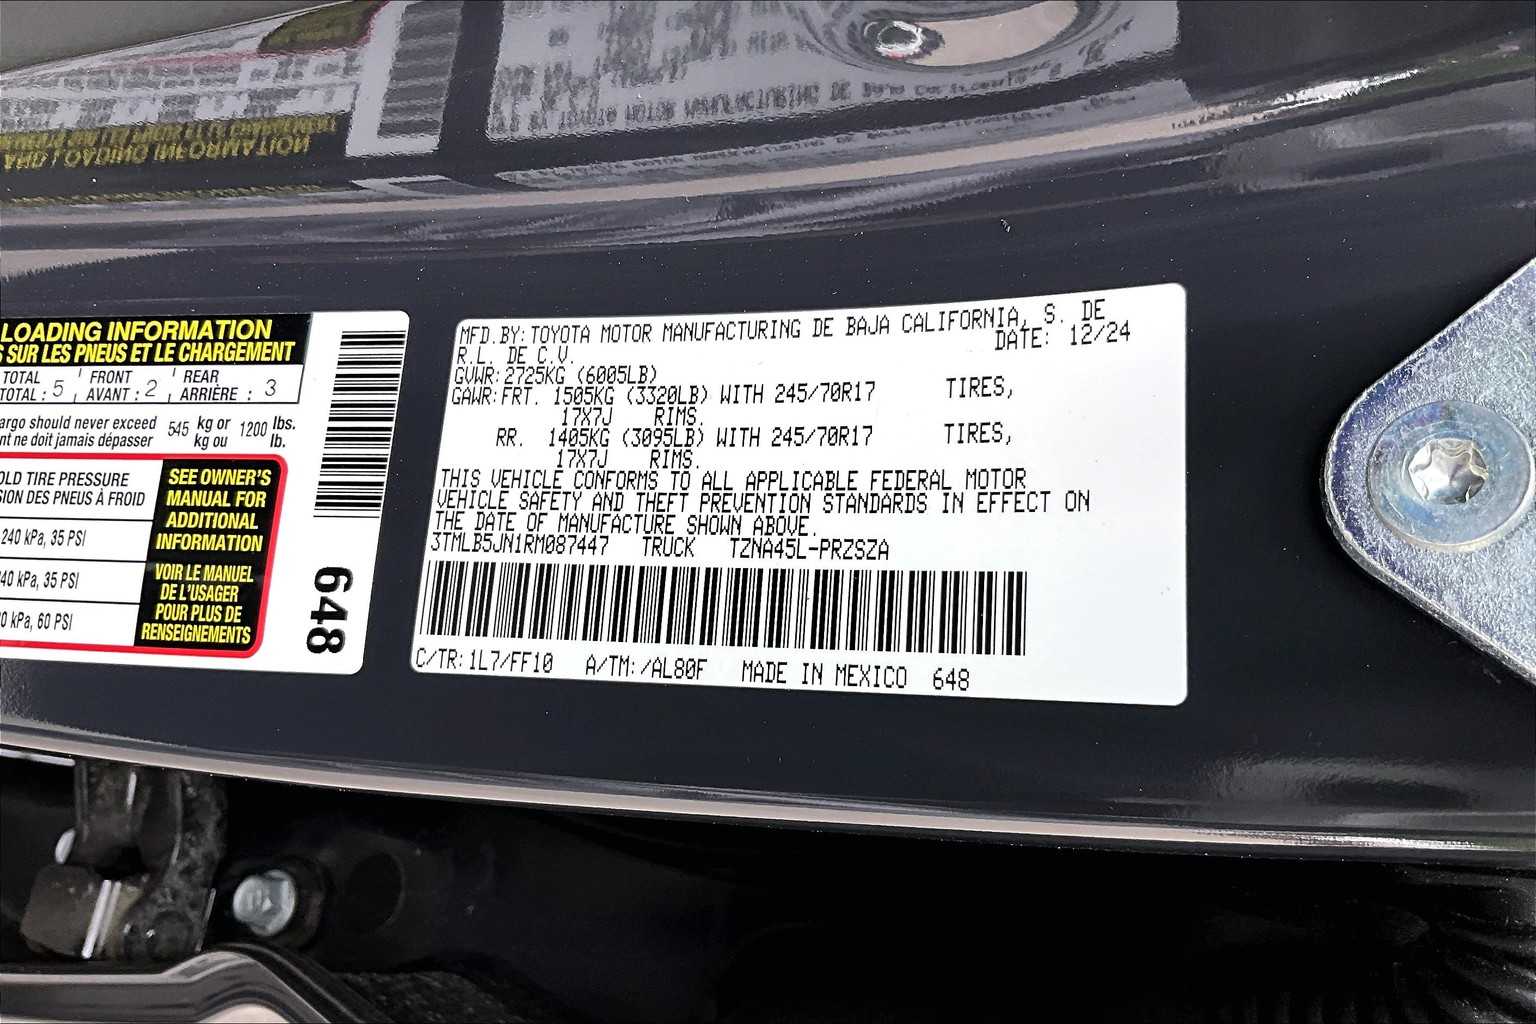 LOADING INFORMATION
SUR LES PNEUS ET LE CHARGEMENT
TOTAL FRONT REAR
TOTAL : 5 AVANT : 2 ARRIÈRE : 3
cargo should never exceed 545 kg or 1200 lbs.
nt ne doit jamais dépasser kg ou lb.
OLD TIRE PRESSURE
SION DES PNEUS À FROID
240 kPa, 35 PSI
240 kPa, 35 PSI
0 kPa, 60 PSI
SEE OWNER'S
MANUAL FOR
ADDITIONAL
INFORMATION
VOIR LE MANUEL
DE L'USAGER
POUR PLUS DE
RENSEIGNEMENTS
648
MFD. BY: TOYOTA MOTOR MANUFACTURING DE BAJA CALIFORNIA, S. DE
R.L. DE C.V. DATE: 12/24
GVWR: 2725KG (6005LB)
GAWR: FRT. 1505KG (3320LB) WITH 245/70R17 TIRES,
17X7J RIMS.
RR. 1405KG (3095LB) WITH 245/70R17 TIRES,
17X7J RIMS.
THIS VEHICLE CONFORMS TO ALL APPLICABLE FEDERAL MOTOR
VEHICLE SAFETY AND THEFT PREVENTION STANDARDS IN EFFECT ON
THE DATE OF MANUFACTURE SHOWN ABOVE.
3TMLB5JN1RM087447 TRUCK TZNA45L-PRZSZA
C/TR: 1L7/FF10 A/TM: /AL80F MADE IN MEXICO 648